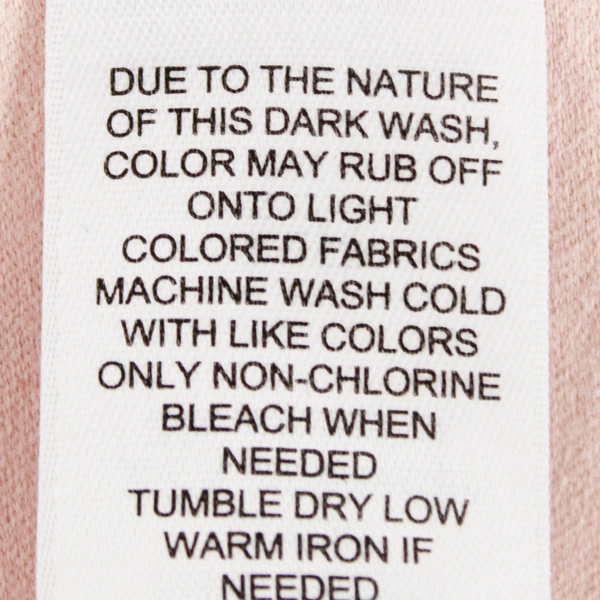 DUE TO THE NATURE
OF THIS DARK WASH,
COLOR MAY RUB OFF
ONTO LIGHT
COLORED FABRICS
MACHINE WASH COLD
WITH LIKE COLORS
ONLY NON-CHLORINE
BLEACH WHEN
NEEDED
TUMBLE DRY LOW
WARM IRON IF
NEEDED